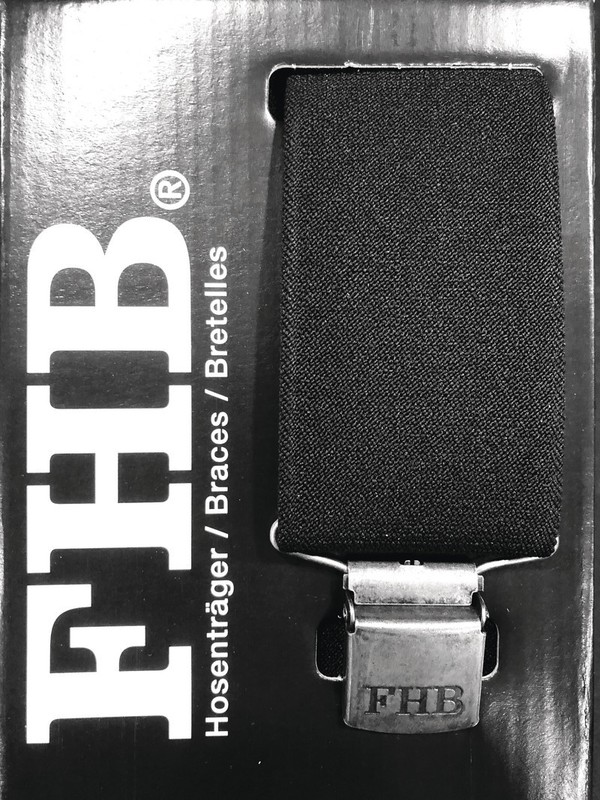 FHB®
Hosenträger / Braces / Bretelles
FHB